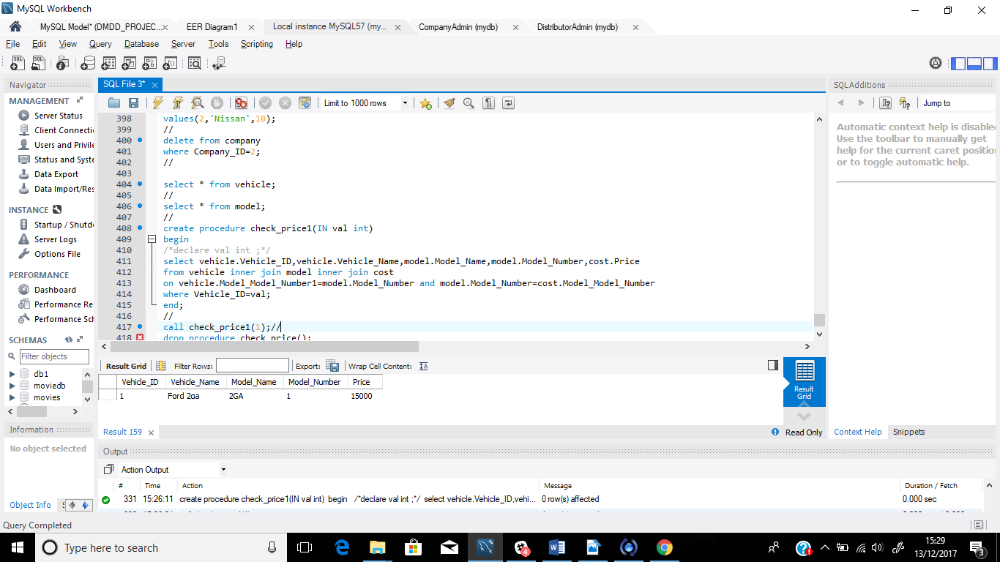 MySQL Workbench
MySQL Model* (DMDD_PROJEC... EER Diagram1 Local instance MySQL57 (my... CompanyAdmin (mydb) DistributorAdmin (mydb)
File Edit View Query Database Server Tools Scripting Help
Navigator
SQL File 3*
SQLAdditions
MANAGEMENT
Server Status
Client Connecti
Users and Privile
Status and Syste
Data Export
Data Import/Res
INSTANCE
Startup / Shutdo
Server Logs
Options File
PERFORMANCE
Dashboard
Performance Re
Performance Sch
SCHEMAS
Filter objects
db1
moviedb
movies
Information
No object selected
Object Info
Limit to 1000 rows
398 values(2,'Nissan',10);
399 //
400 delete from company
401 where Company_ID=2;
402 //
403
404 select * from vehicle;
405 //
406 select * from model;
407 //
408 create procedure check_price1(IN val int)
409 begin
410 /*declare val int ;*/
411 select vehicle.Vehicle_ID,vehicle.Vehicle_Name,model.Model_Name,model.Model_Number,cost.Price
412 from vehicle inner join model inner join cost
413 on vehicle.Model_Model_Number1=model.Model_Number and model.Model_Number=cost.Model_Model_Number
414 where Vehicle_ID=val;
415 end;
416 //
417 call check_price1(1);//
418 drop procedure check_price();
Jump to
Automatic context help is disabled
Use the toolbar to manually get
help for the current caret position
or to toggle automatic help.
Result Grid Filter Rows: Export: Wrap Cell Content:
Vehicle_ID Vehicle_Name Model_Name Model_Number Price
1 Ford 2ga 2GA 1 15000
Result Grid
Result 159
Read Only
Context Help Snippets
Output
Action Output
# Time Action Message Duration / Fetch
331 15:26:11 create procedure check_price1(IN val int) begin /*declare val int ;*/ select vehicle.Vehicle_ID,vehi... 0 row(s) affected 0.000 sec
Query Completed
Type here to search
4
15:29
13/12/2017
3